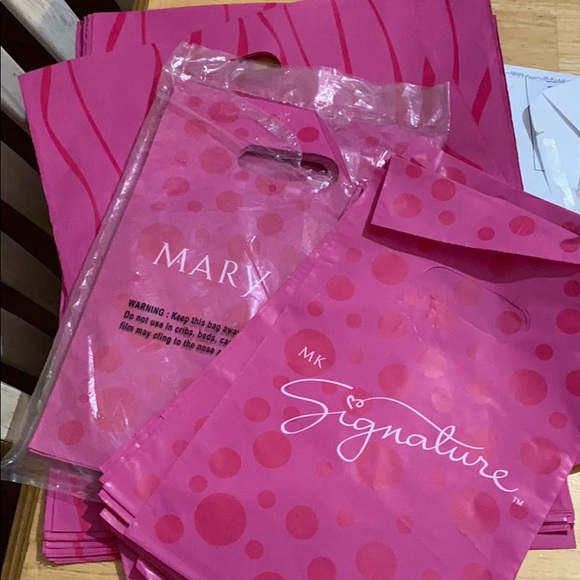 MARY
WARNING : Keep this bag away
Do not use in cribs, beds, ca
film may cling to the nose
MK
Signature
™